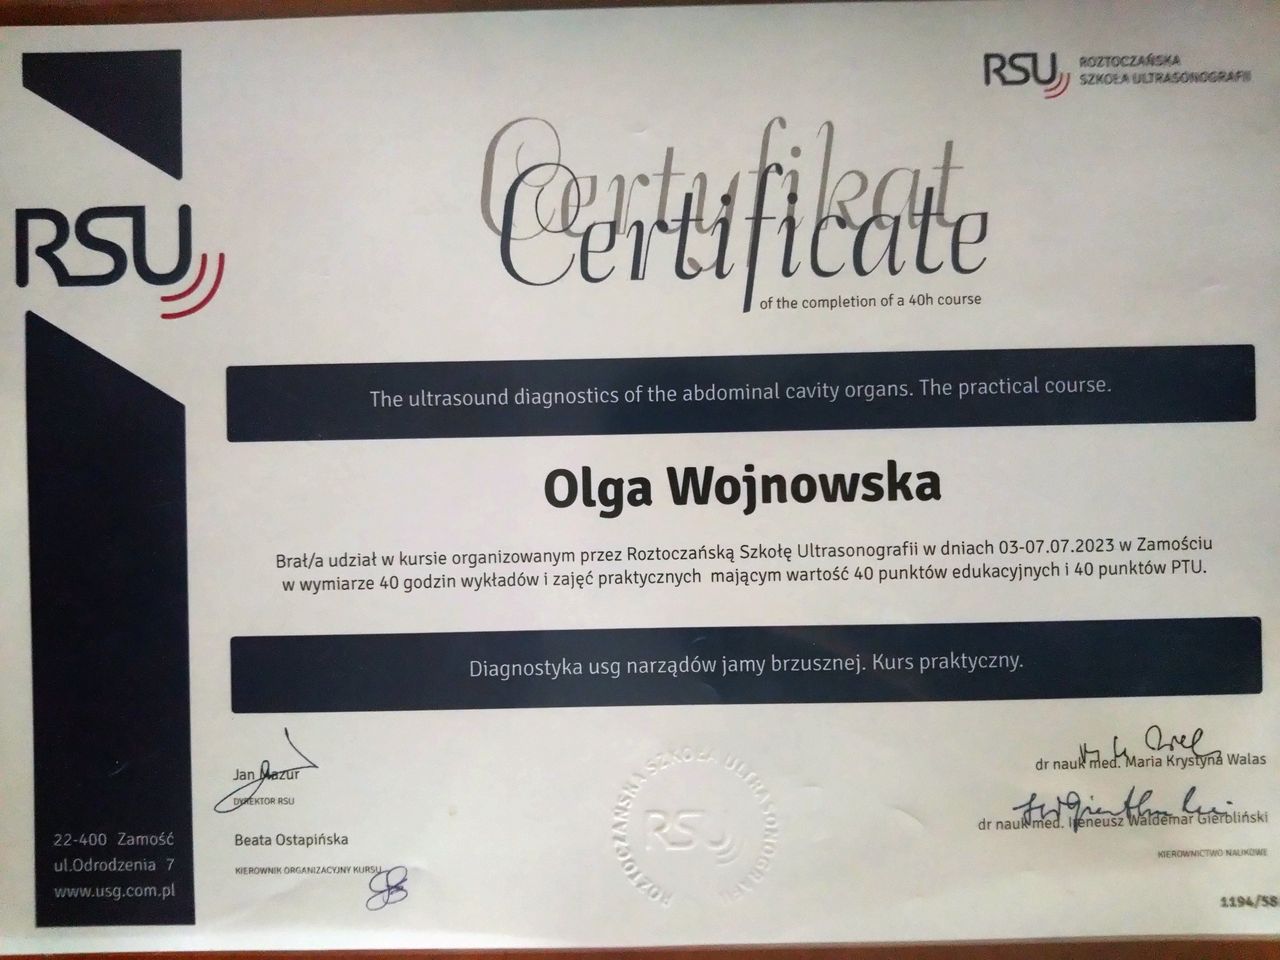 RSU ROZTOCZAŃSKA
SZKOŁA ULTRASONOGRAFII
RSU
Certyfikat
Certificate
of the completion of a 40h course
The ultrasound diagnostics of the abdominal cavity organs. The practical course.
Olga Wojnowska
Brał/a udział w kursie organizowanym przez Roztoczańską Szkołę Ultrasonografii w dniach 03-07.07.2023 w Zamościu
w wymiarze 40 godzin wykładów i zajęć praktycznych mającym wartość 40 punktów edukacyjnych i 40 punktów PTU.
Diagnostyka usg narządów jamy brzusznej. Kurs praktyczny.
Jan Mazur
DYREKTOR RSU
Beata Ostapińska
KIEROWNIK ORGANIZACYJNY KURSU
ROZTOCZAŃSKA SZKOŁA ULTRASONOGRAFII
RSU
dr nauk med. Maria Krystyna Walas
dr nauk med. Ireneusz Waldemar Gierbliński
KIEROWNICTWO NAUKOWE
1194/58
22-400 Zamość
ul.Odrodzenia 7
www.usg.com.pl